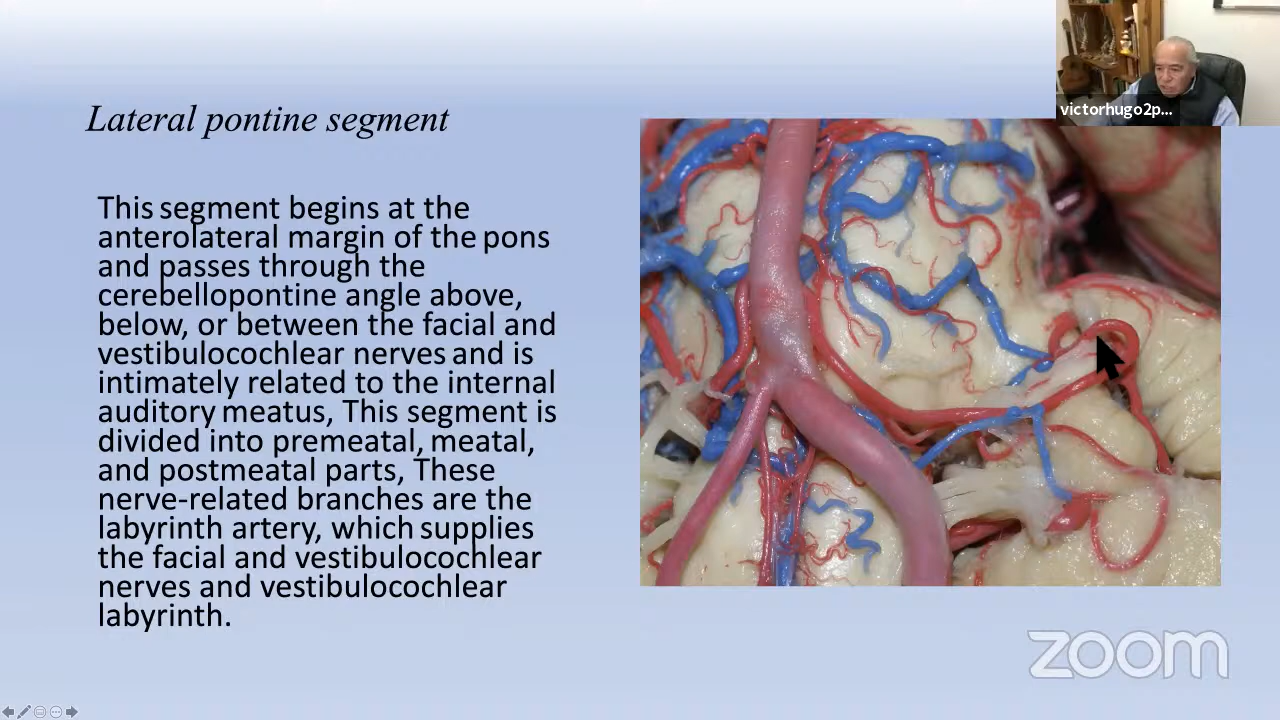 victorhugo2p...
Lateral pontine segment
This segment begins at the
anterolateral margin of the pons
and passes through the
cerebellopontine angle above,
below, or between the facial and
vestibulocochlear nerves and is
intimately related to the internal
auditory meatus, This segment is
divided into premeatal, meatal,
and postmeatal parts, These
nerve-related branches are the
labyrinth artery, which supplies
the facial and vestibulocochlear
nerves and vestibulocochlear
labyrinth.
zoom